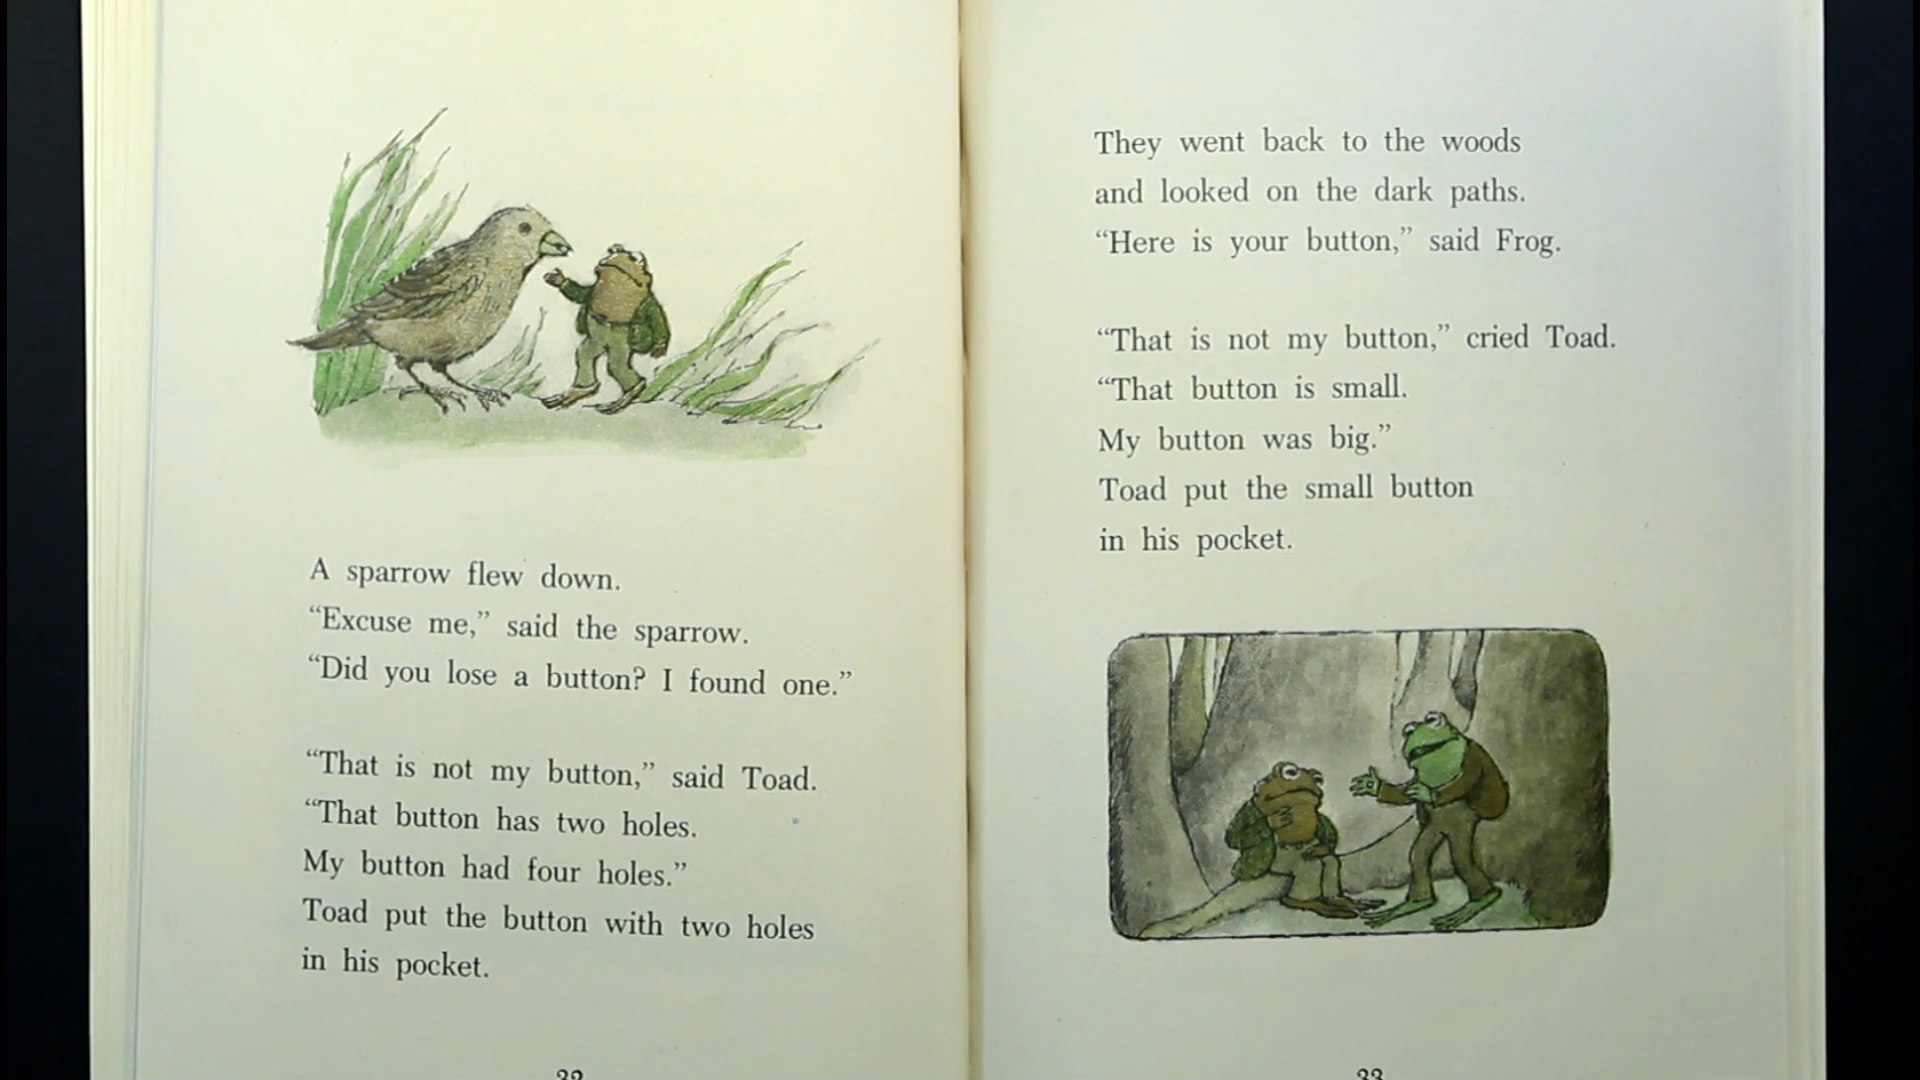 A sparrow flew down.
“Excuse me,” said the sparrow.
“Did you lose a button? I found one.”
“That is not my button,” said Toad.
“That button has two holes.
My button had four holes.”
Toad put the button with two holes
in his pocket.
32
They went back to the woods
and looked on the dark paths.
“Here is your button,” said Frog.
“That is not my button,” cried Toad.
“That button is small.
My button was big.”
Toad put the small button
in his pocket.
33